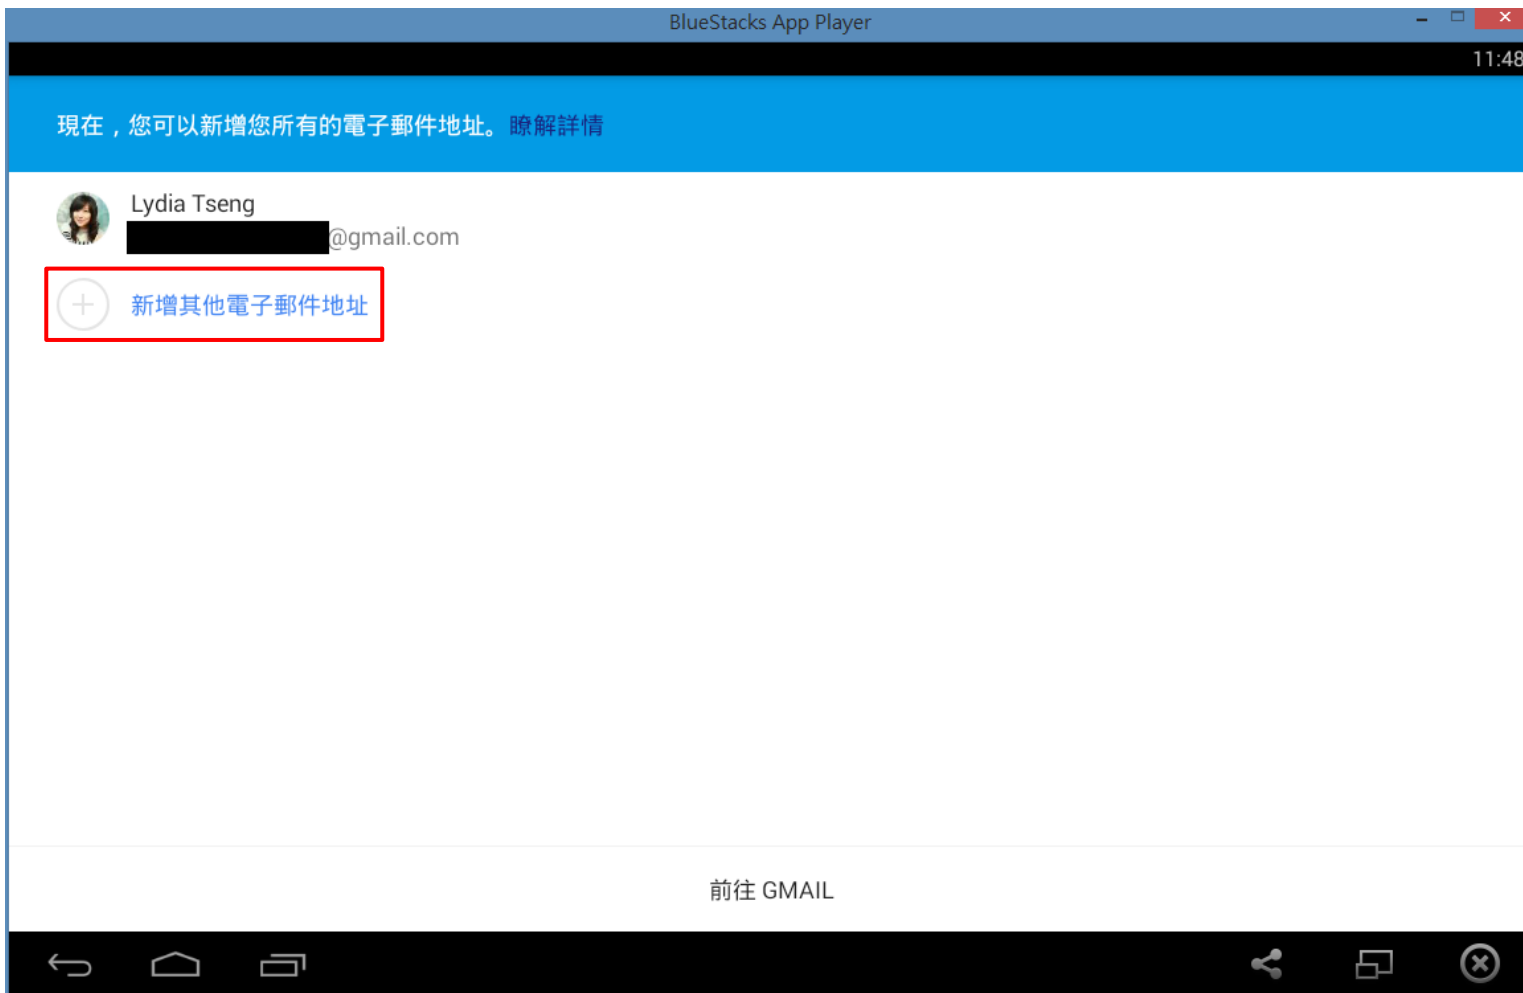 BlueStacks App Player
11:48
現在，您可以新增您所有的電子郵件地址。瞭解詳情
Lydia Tseng
@gmail.com
新增其他電子郵件地址
前往 GMAIL